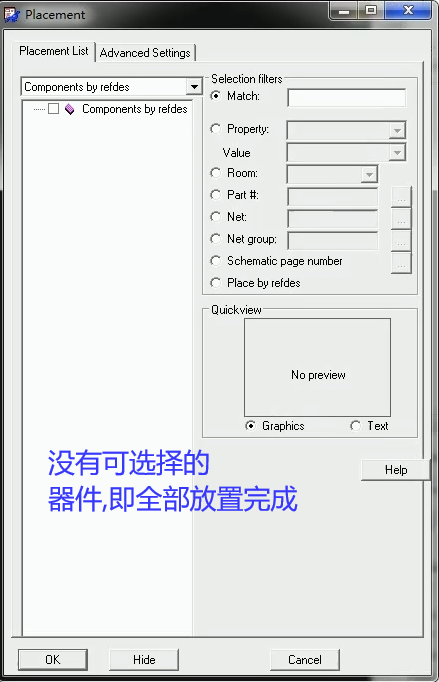 Placement
Placement List
Advanced Settings
Components by refdes
Components by refdes
Selection filters
Match:
Property:
Value
Room:
Part #:
...
Net:
...
Net group:
...
Schematic page number
...
Place by refdes
Quickview
No preview
Graphics
Text
没有可选择的
器件,即全部放置完成
Help
OK
Hide
Cancel